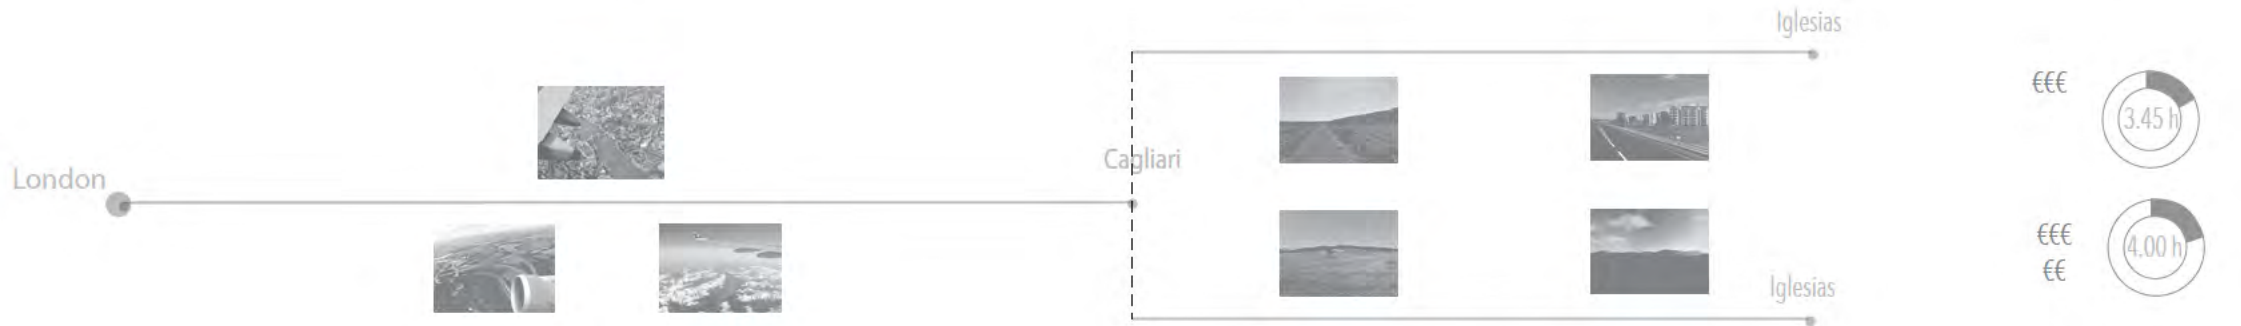 Iglesias
€€€
3.45 h
Cagliari
London
€€€
4.00 h
€€
Iglesias